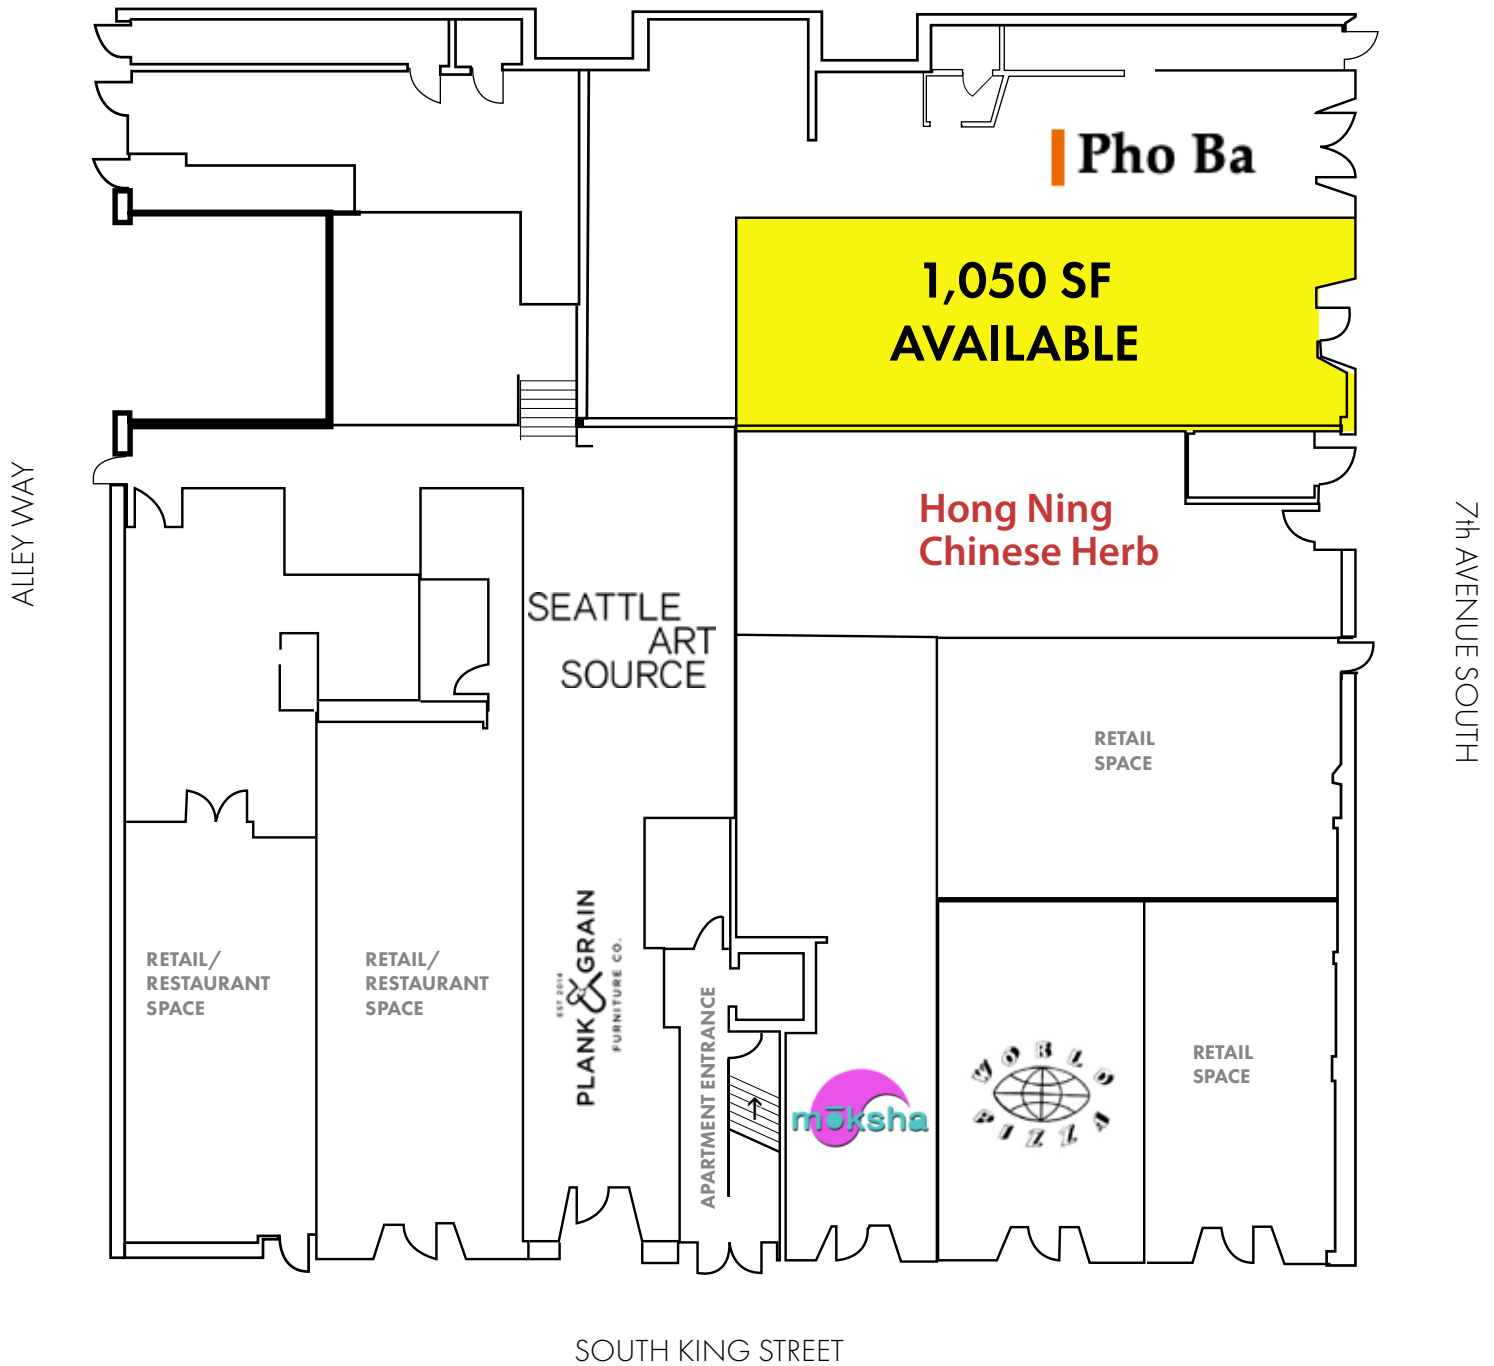 Pho Ba
1,050 SF
AVAILABLE
ALLEY WAY
Hong Ning
Chinese Herb
7th AVENUE SOUTH
SEATTLE
ART
SOURCE
RETAIL
SPACE
RETAIL/
RESTAURANT
SPACE
RETAIL/
RESTAURANT
SPACE
EST 2014
PLANK & GRAIN
FURNITURE CO.
APARTMENT ENTRANCE
mōksha
WORLD
PIZZA
RETAIL
SPACE
SOUTH KING STREET